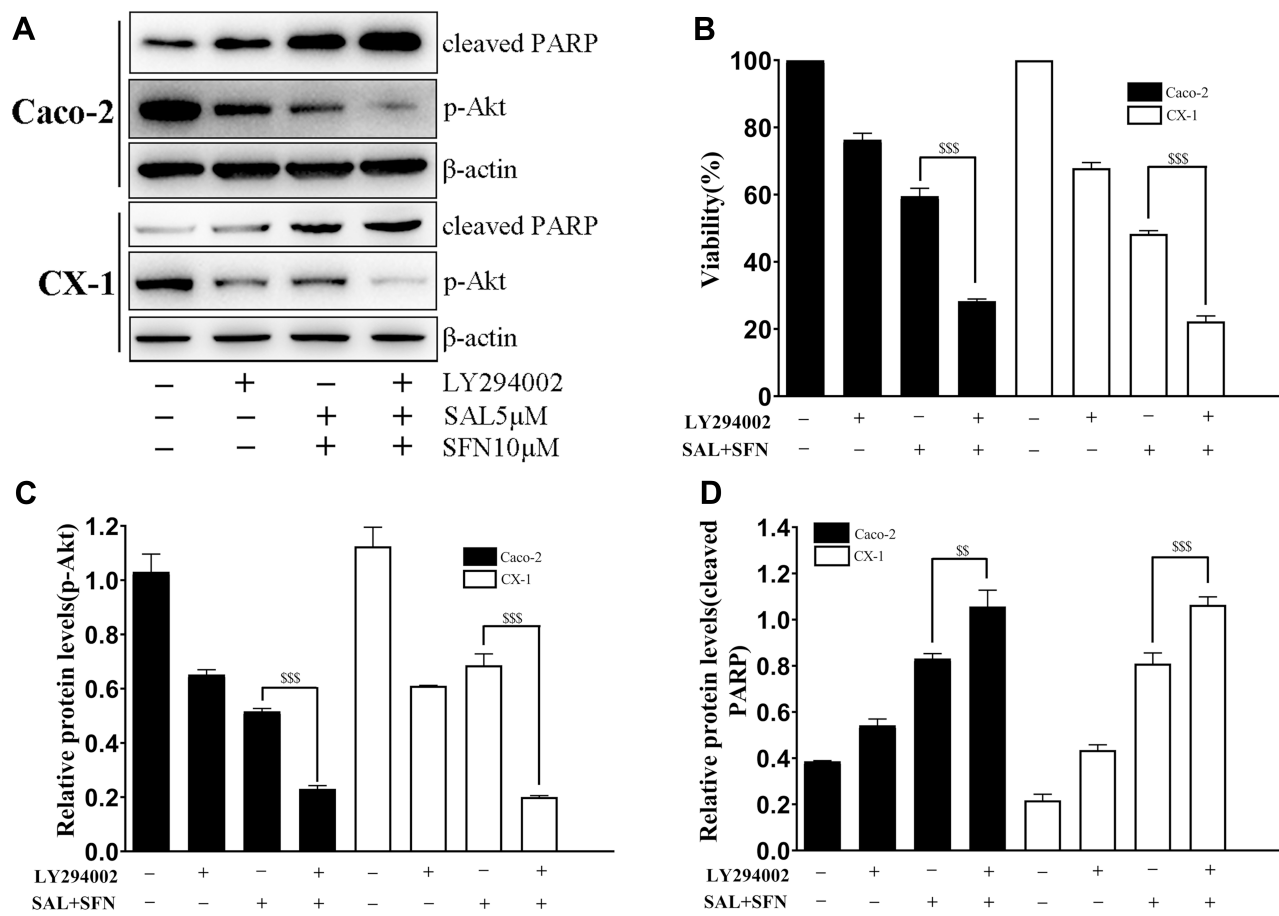 A
Caco-2
cleaved PARP
p-Akt
β-actin
CX-1
cleaved PARP
p-Akt
β-actin
− + − + LY294002
− − + + SAL5μM
− − + + SFN10μM
B
Viability(%)
100
80
60
40
20
0
$$$
$$$
Caco-2
CX-1
LY294002 − + − + − + − +
SAL+SFN − − + + − − + +
C
Relative protein levels(p-Akt)
1.2
1.0
0.8
0.6
0.4
0.2
0.0
$$$
$$$
Caco-2
CX-1
LY294002 − + − + − + − +
SAL+SFN − − + + − − + +
D
Relative protein levels(cleaved
PARP)
1.4
1.2
1.0
0.8
0.6
0.4
0.2
0.0
Caco-2
CX-1
$$
$$$
LY294002 − + − + − + − +
SAL+SFN − − + + − − + +